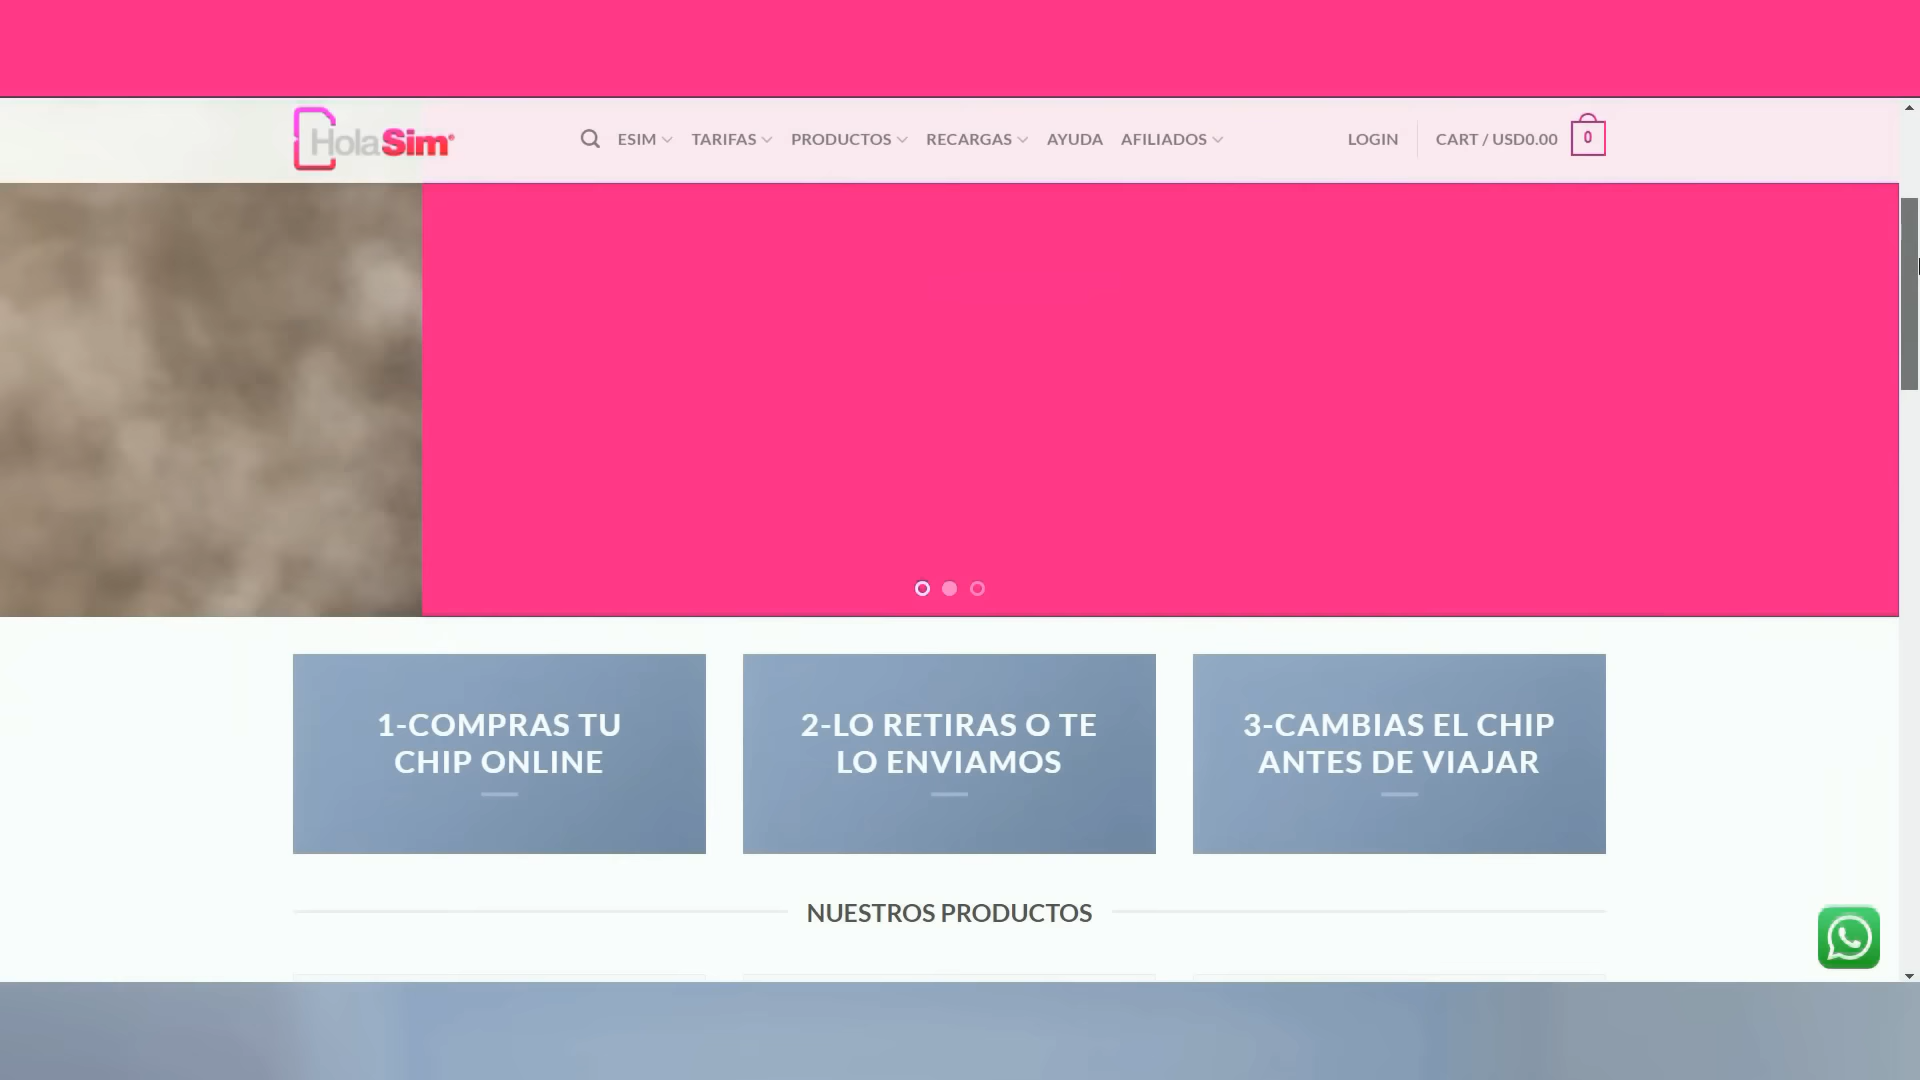 HolaSim
ESIM TARIFAS PRODUCTOS RECARGAS AYUDA AFILIADOS LOGIN CART / USD0.00 0
1-COMPRAS TU
CHIP ONLINE
2-LO RETIRAS O TE
LO ENVIAMOS
3-CAMBIAS EL CHIP
ANTES DE VIAJAR
NUESTROS PRODUCTOS